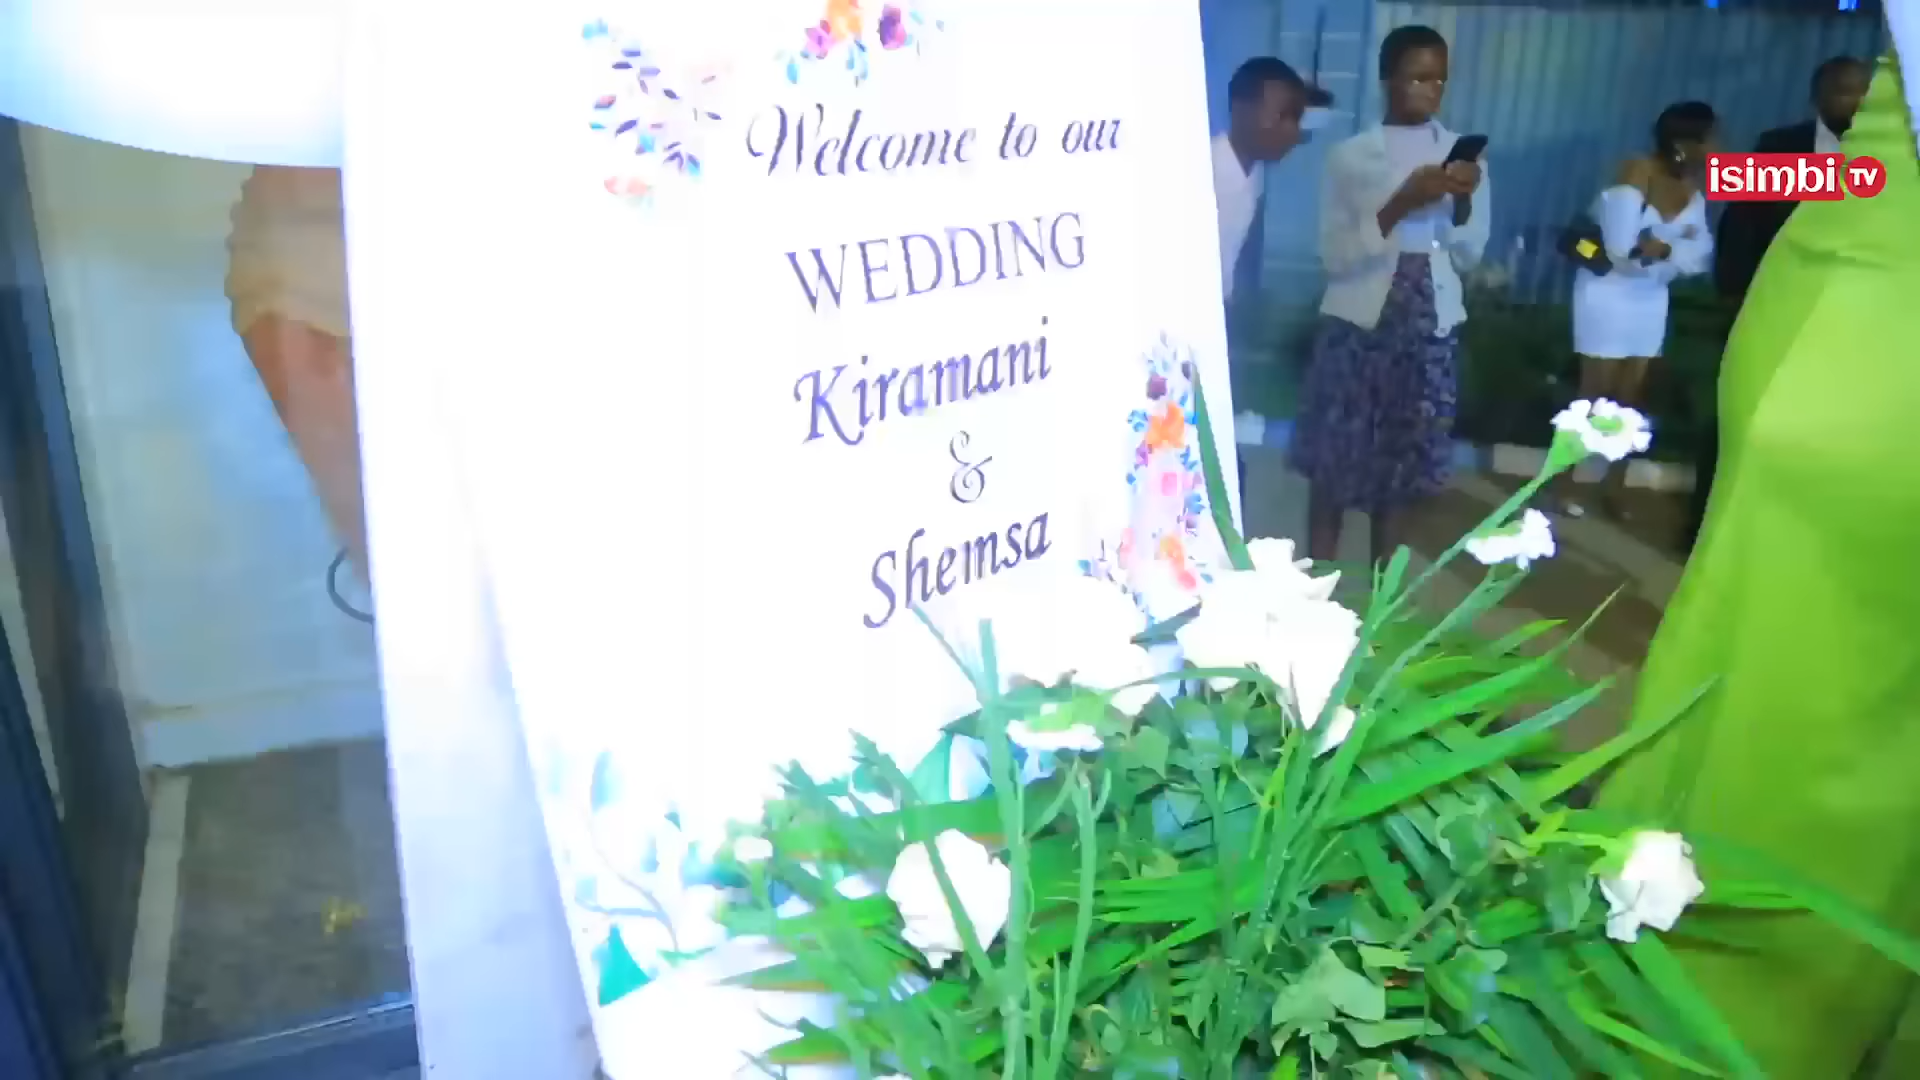 Welcome to our
WEDDING
Kiramani
&
Shemsa
isimbi TV